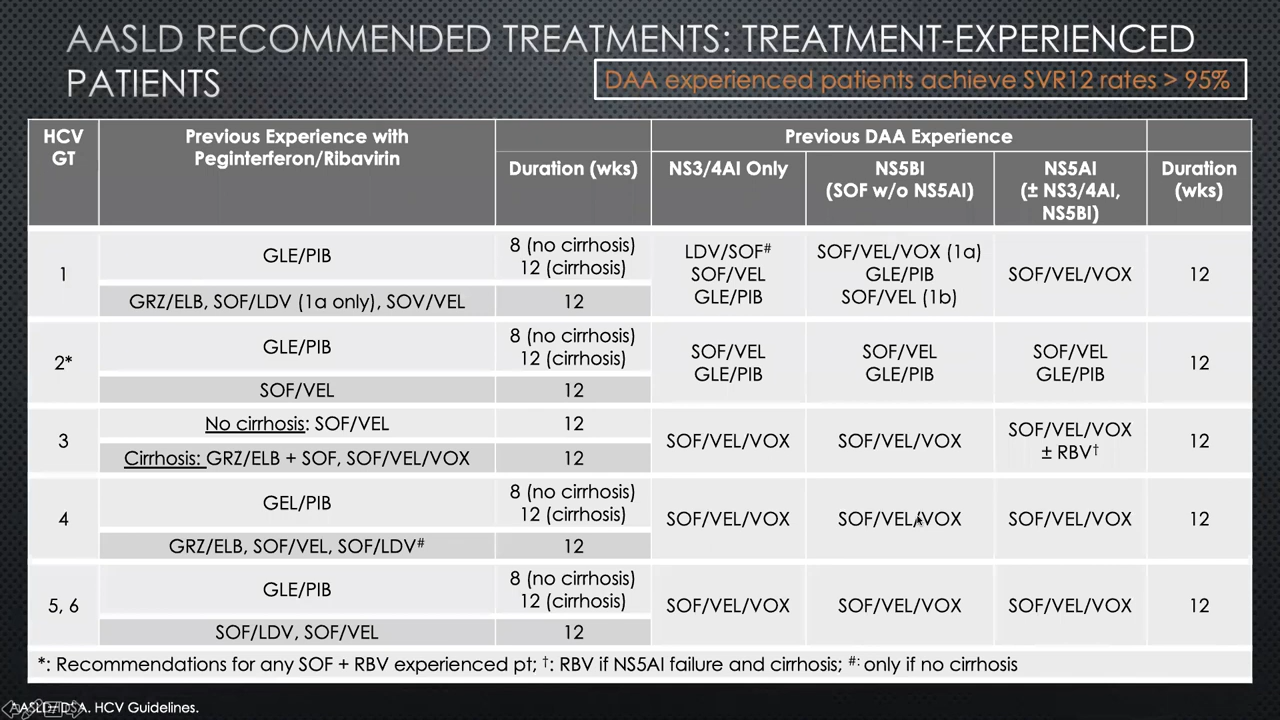 AASLD RECOMMENDED TREATMENTS: TREATMENT-EXPERIENCED
PATIENTS
DAA experienced patients achieve SVR12 rates > 95%
HCV
GT
Previous Experience with
Peginterferon/Ribavirin
Duration (wks)
Previous DAA Experience
NS3/4AI Only
NS5BI
(SOF w/o NS5AI)
NS5AI
(± NS3/4AI,
NS5BI)
Duration
(wks)
1
GLE/PIB
8 (no cirrhosis)
12 (cirrhosis)
GRZ/ELB, SOF/LDV (1a only), SOV/VEL
12
LDV/SOF#
SOF/VEL
GLE/PIB
SOF/VEL/VOX (1a)
GLE/PIB
SOF/VEL (1b)
SOF/VEL/VOX
12
2*
GLE/PIB
8 (no cirrhosis)
12 (cirrhosis)
SOF/VEL
12
SOF/VEL
GLE/PIB
SOF/VEL
GLE/PIB
SOF/VEL
GLE/PIB
12
3
No cirrhosis: SOF/VEL
12
Cirrhosis: GRZ/ELB + SOF, SOF/VEL/VOX
12
SOF/VEL/VOX
SOF/VEL/VOX
SOF/VEL/VOX
± RBV†
12
4
GEL/PIB
8 (no cirrhosis)
12 (cirrhosis)
GRZ/ELB, SOF/VEL, SOF/LDV#
12
SOF/VEL/VOX
SOF/VEL/VOX
SOF/VEL/VOX
12
5, 6
GLE/PIB
8 (no cirrhosis)
12 (cirrhosis)
SOF/LDV, SOF/VEL
12
SOF/VEL/VOX
SOF/VEL/VOX
SOF/VEL/VOX
12
*: Recommendations for any SOF + RBV experienced pt; †: RBV if NS5AI failure and cirrhosis; #: only if no cirrhosis
AASLD/IDSA. HCV Guidelines.